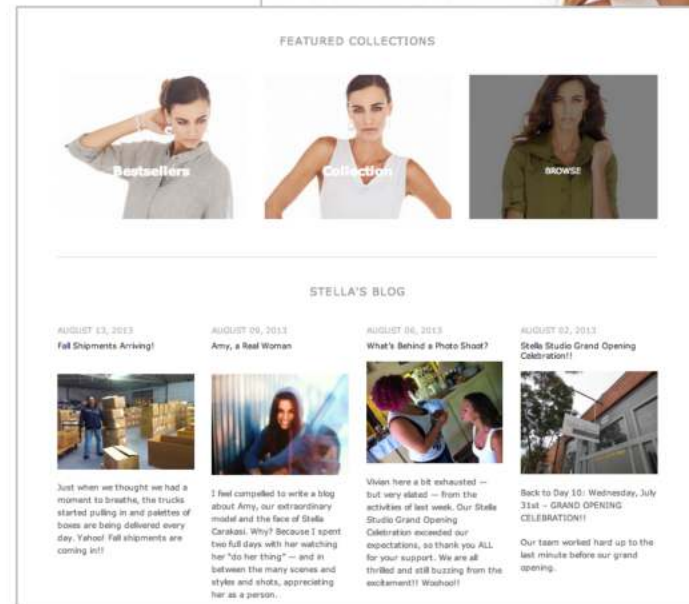 FEATURED COLLECTIONS
Bestsellers
Collection
BROWSE
STELLA'S BLOG
AUGUST 13, 2013
Fall Shipments Arriving!
Just when we thought we had a
moment to breathe, the trucks
started pulling in and palettes of
boxes are being delivered every
day. Yahoo! Fall shipments are
coming in!!
AUGUST 09, 2013
Amy, a Real Woman
I feel compelled to write a blog
about Amy, our extraordinary
model and the face of Stella
Carakasi. Why? Because I spent
two full days with her watching
her "do her thing" — and in
between the many scenes and
styles and shots, appreciating
her as a person.
AUGUST 06, 2013
What's Behind a Photo Shoot?
Vivian here a bit exhausted —
but very elated — from the
activities of last week. Our Stella
Studio Grand Opening
Celebration exceeded our
expectations, so thank you ALL
for your support. We are all
thrilled and still buzzing from the
excitement!! Woohoo!!
AUGUST 02, 2013
Stella Studio Grand Opening
Celebration!!
Back to Day 10: Wednesday, July
31st – GRAND OPENING
CELEBRATION!!
Our team worked hard up to the
last minute before our grand
opening.